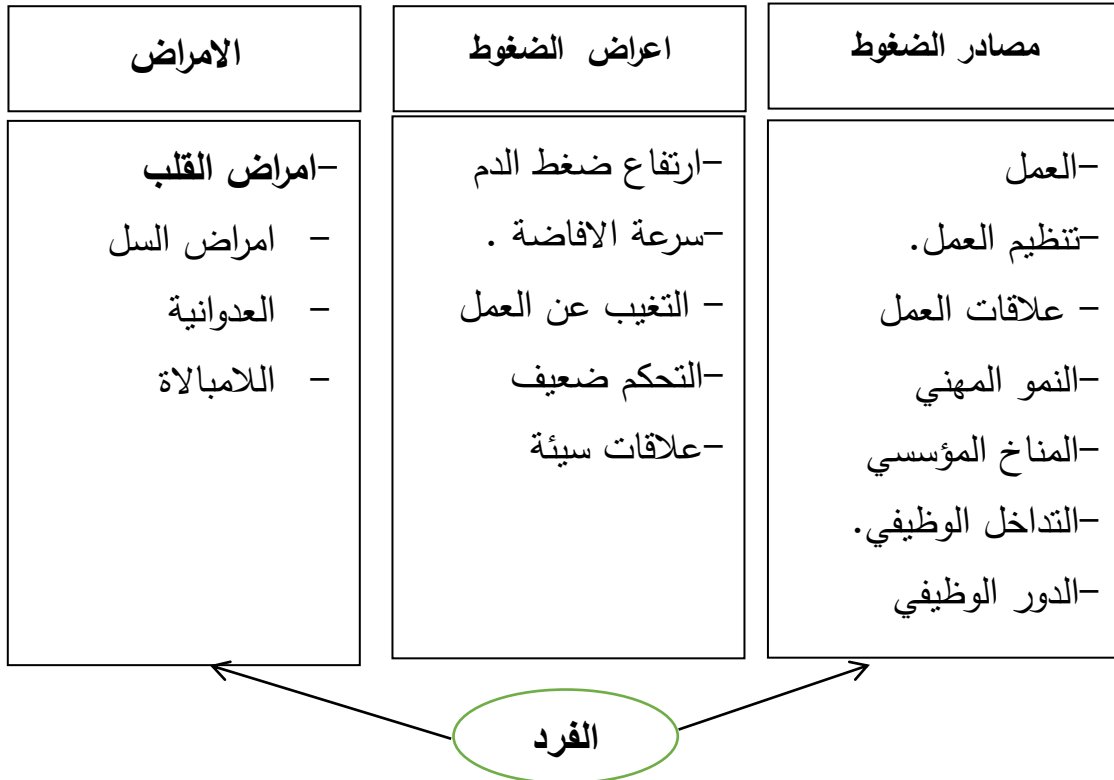 مصادر الضغوط
-العمل
-تنظيم العمل.
- علاقات العمل
-النمو المهني
-المناخ المؤسسي
-التداخل الوظيفي.
-الدور الوظيفي
اعراض الضغوط
-ارتفاع ضغط الدم
-سرعة الافاضة .
- التغيب عن العمل
-التحكم ضعيف
-علاقات سيئة
الامراض
-امراض القلب
- امراض السل
- العدوانية
- اللامبالاة
الفرد